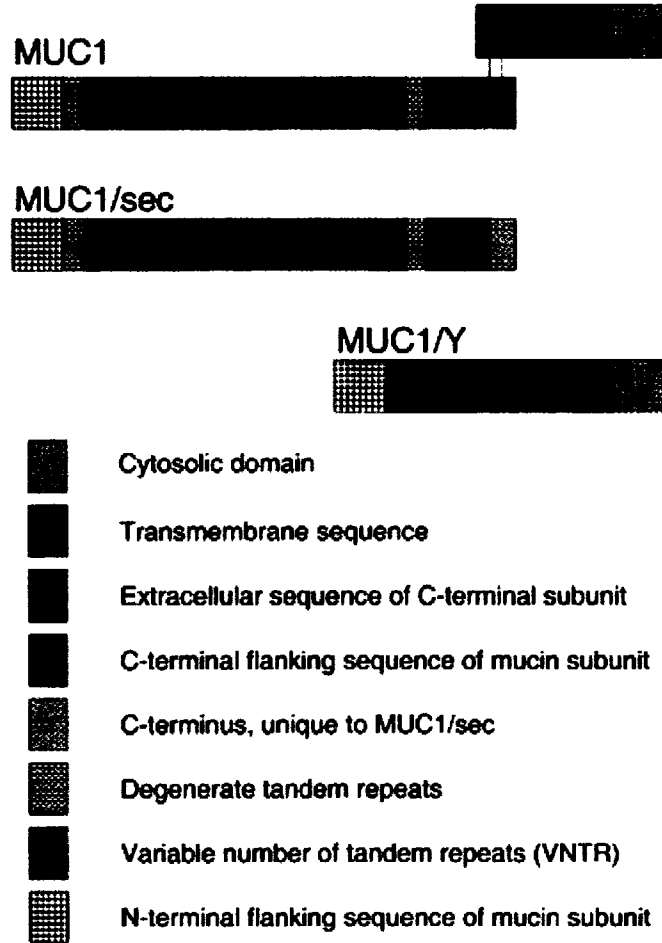 MUC1
MUC1/sec
MUC1/Y
Cytosolic domain
Transmembrane sequence
Extracellular sequence of C-terminal subunit
C-terminal flanking sequence of mucin subunit
C-terminus, unique to MUC1/sec
Degenerate tandem repeats
Variable number of tandem repeats (VNTR)
N-terminal flanking sequence of mucin subunit